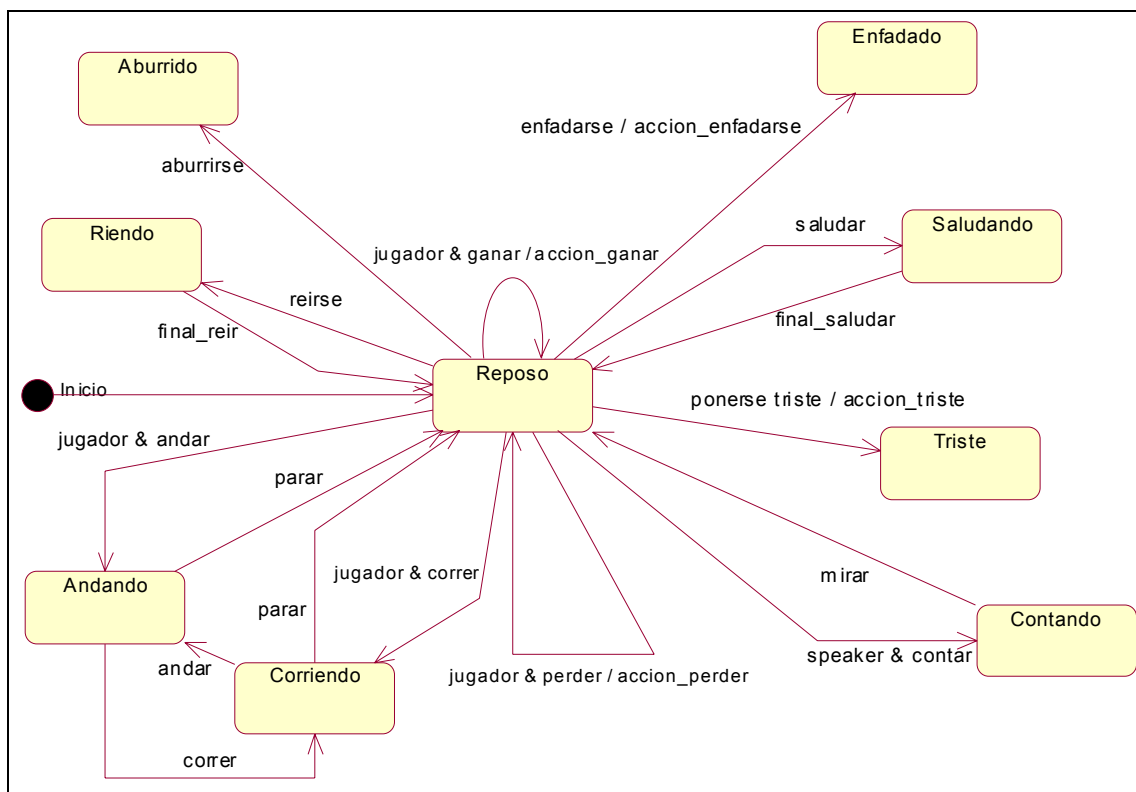 Enfadado
Aburrido
enfadarse / accion_enfadarse
aburrirse
Riendo
Saludando
saludar
jugador & ganar / accion_ganar
reirse
final_saludar
final_reir
Reposo
Inicio
ponerse triste / accion_triste
jugador & andar
Triste
parar
jugador & correr
mirar
Andando
parar
Contando
speaker & contar
andar
Corriendo
jugador & perder / accion_perder
correr